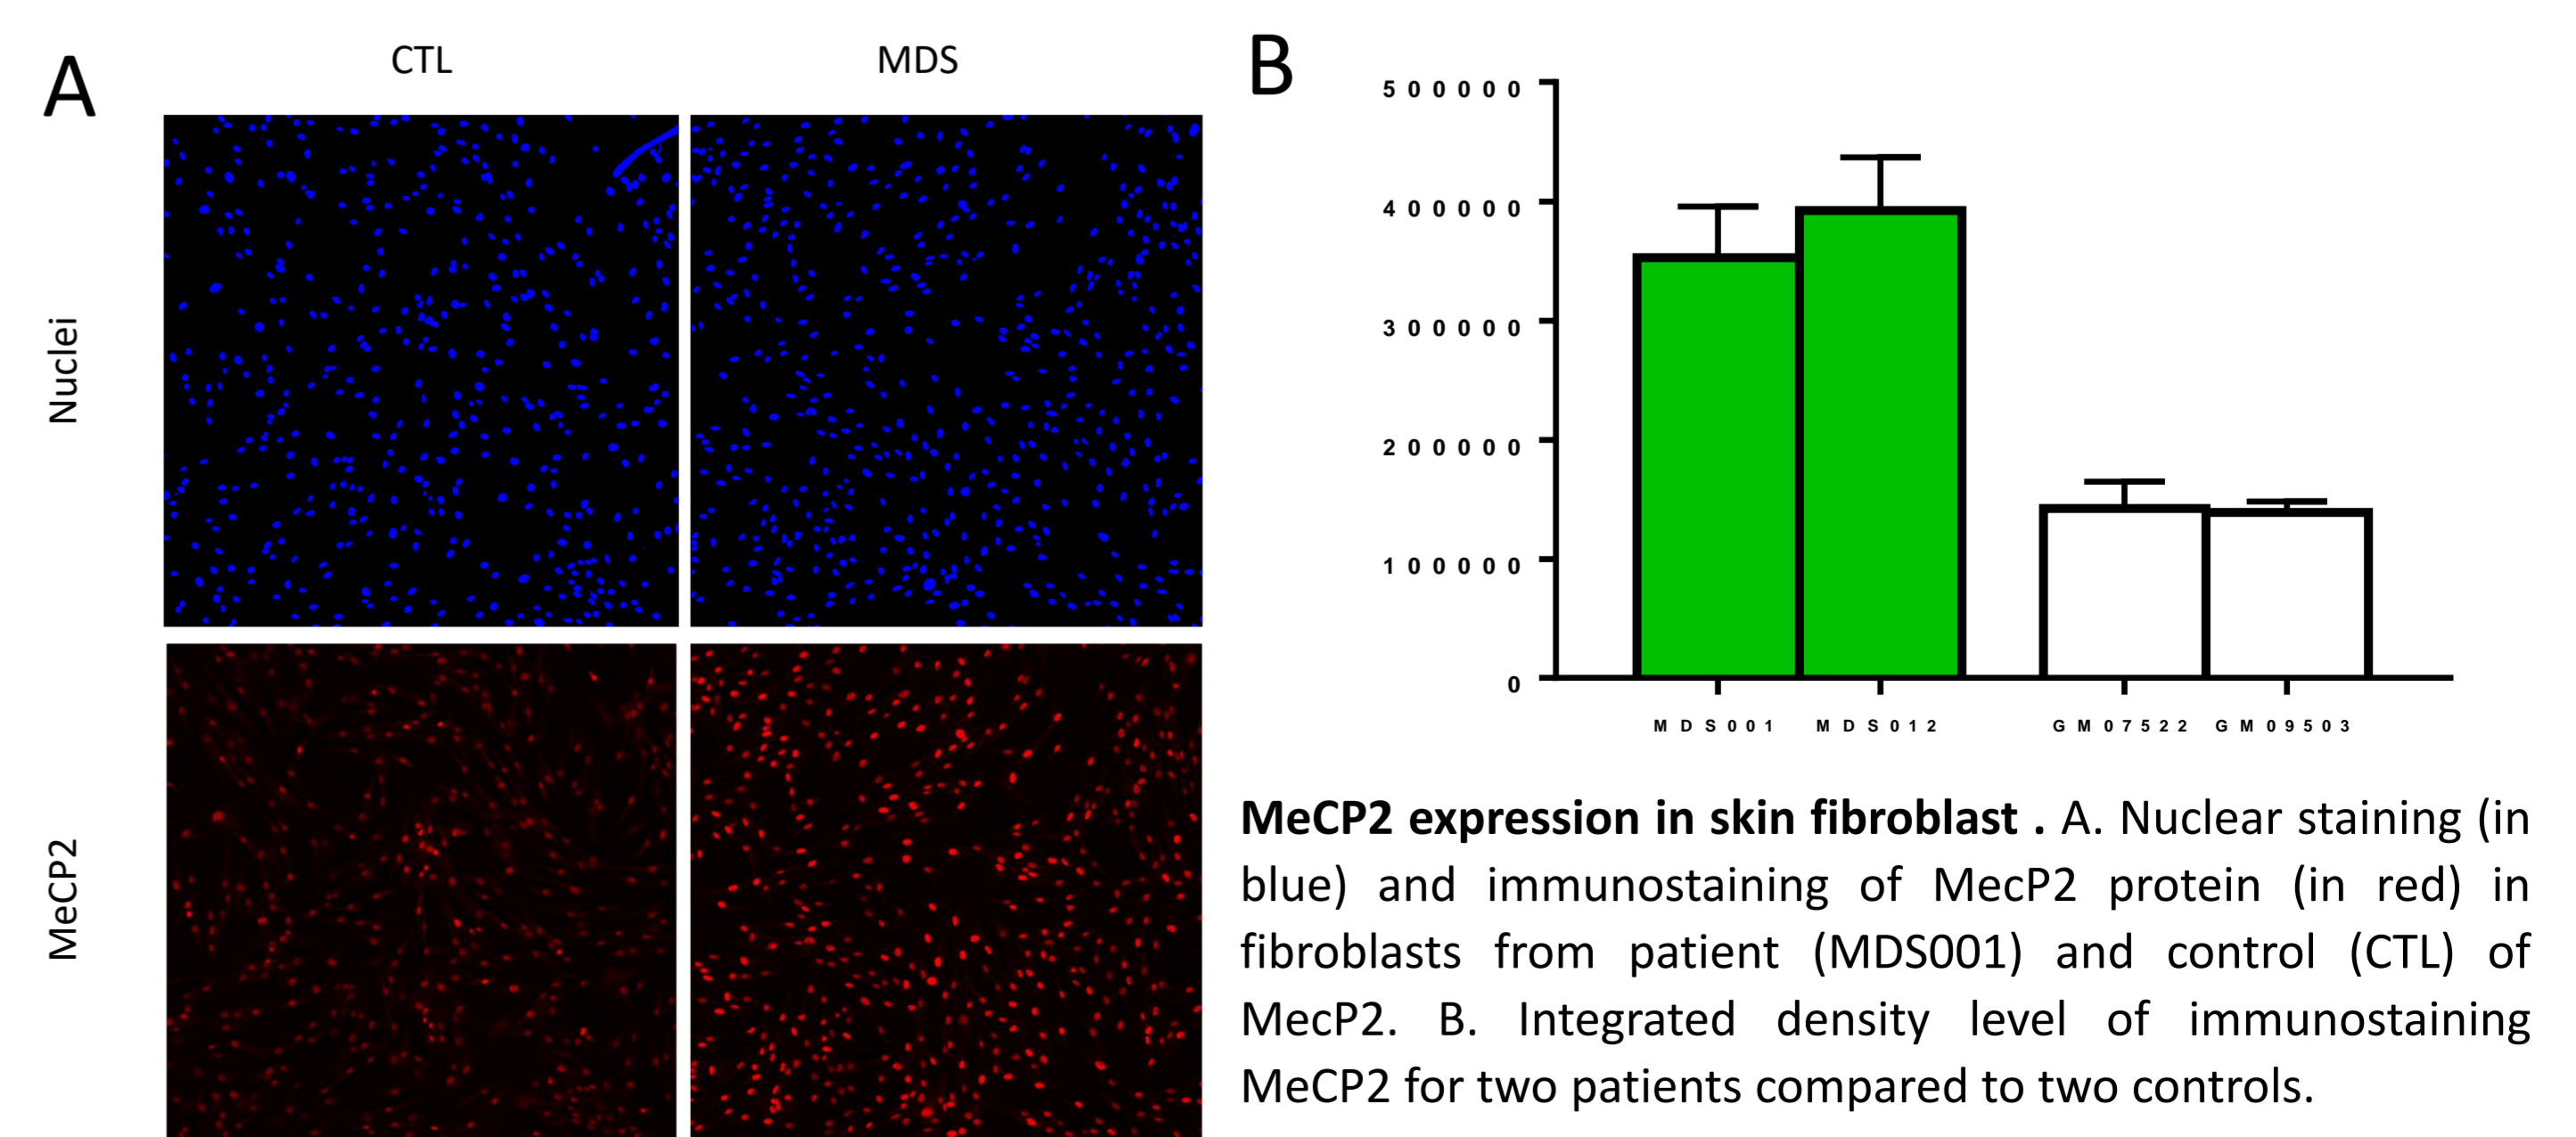 A
CTL
MDS
Nuclei
MeCP2
B
500000
400000
300000
200000
100000
0
MDS001 MDS012 GM07522 GM09503
MeCP2 expression in skin fibroblast . A. Nuclear staining (in
blue) and immunostaining of MecP2 protein (in red) in
fibroblasts from patient (MDS001) and control (CTL) of
MecP2. B. Integrated density level of immunostaining
MeCP2 for two patients compared to two controls.